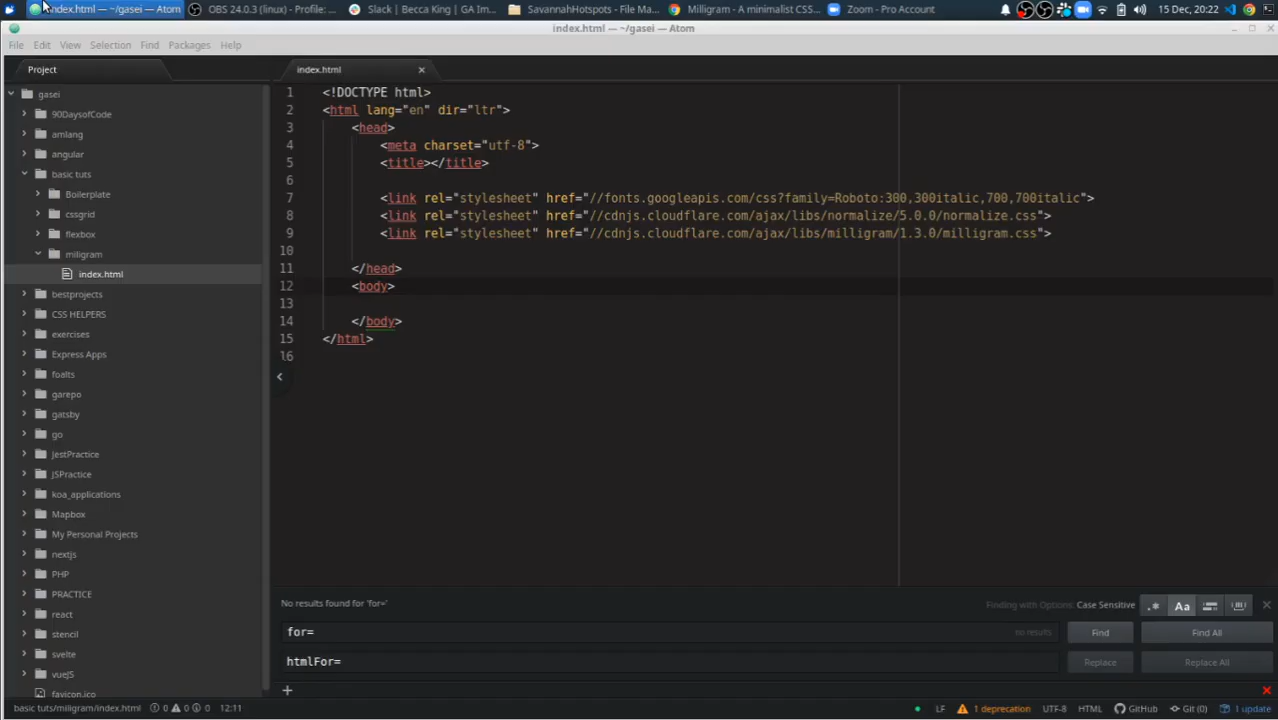 index.html — ~/gasei — Atom
OBS 24.0.3 (linux) - Profile: ...
Slack | Becca King | GA Im...
SavannahHotspots - File Ma...
Milligram - A minimalist CSS...
Zoom - Pro Account
15 Dec, 20:22
index.html — ~/gasei — Atom
File Edit View Selection Find Packages Help
Project
index.html
gasei
90DaysofCode
amlang
angular
basic tuts
Boilerplate
cssgrid
flexbox
miligram
index.html
bestprojects
CSS HELPERS
exercises
Express Apps
foalts
garepo
gatsby
go
JestPractice
JSPractice
koa_applications
Mapbox
My Personal Projects
nextjs
PHP
PRACTICE
react
stencil
svelte
vueJS
favicon.ico
1 <!DOCTYPE html>
2 <html lang="en" dir="ltr">
3 <head>
4 <meta charset="utf-8">
5 <title></title>
6
7 <link rel="stylesheet" href="//fonts.googleapis.com/css?family=Roboto:300,300italic,700,700italic">
8 <link rel="stylesheet" href="//cdnjs.cloudflare.com/ajax/libs/normalize/5.0.0/normalize.css">
9 <link rel="stylesheet" href="//cdnjs.cloudflare.com/ajax/libs/milligram/1.3.0/milligram.css">
10
11 </head>
12 <body>
13
14 </body>
15 </html>
16
No results found for 'for='
Finding with Options: Case Sensitive
.* Aa
for=
no results
Find
Find All
htmlFor=
Replace
Replace All
basic tuts/miligram/index.html 0 0 0 12:11
LF 1 deprecation UTF-8 HTML GitHub Git (0) 1 update